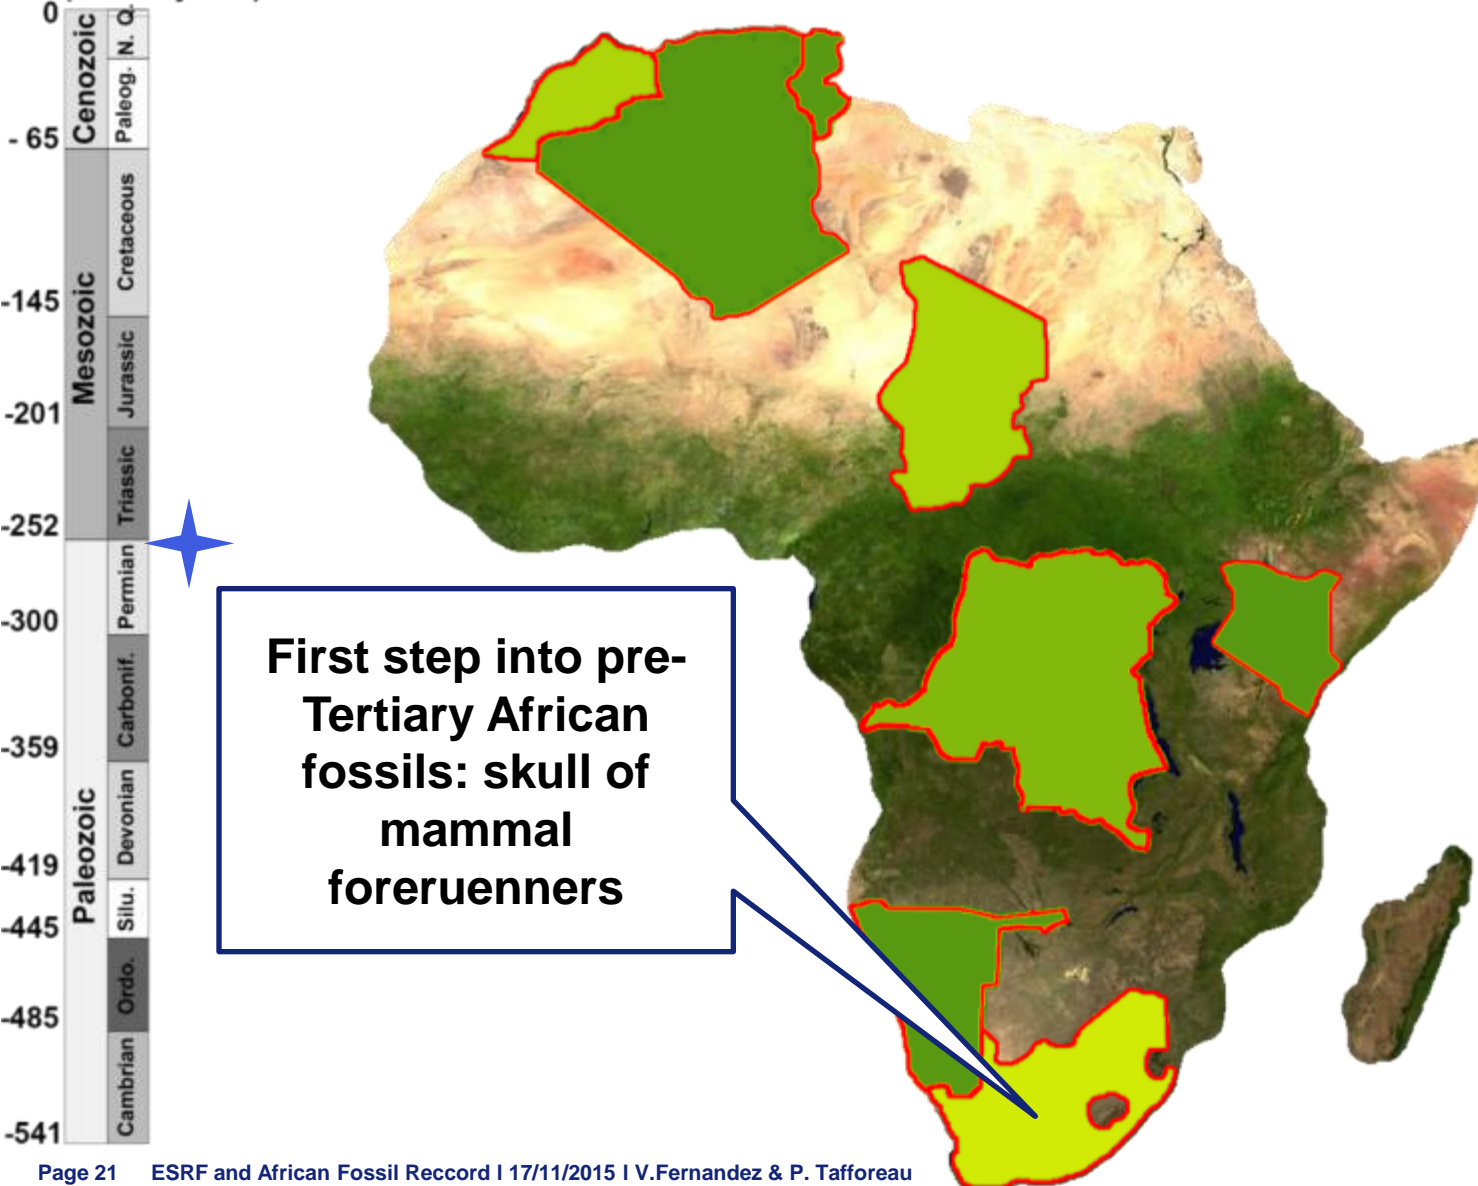 0
- 65
-145
-201
-252
-300
-359
-419
-445
-485
-541
Cenozoic
Mesozoic
Paleozoic
N. Q.
Paleog.
Cretaceous
Jurassic
Triassic
Permian
Carbonif.
Devonian
Silu.
Ordo.
Cambrian
First step into pre-
Tertiary African
fossils: skull of
mammal
foreruenners
Page 21 ESRF and African Fossil Reccord l 17/11/2015 l V.Fernandez & P. Tafforeau